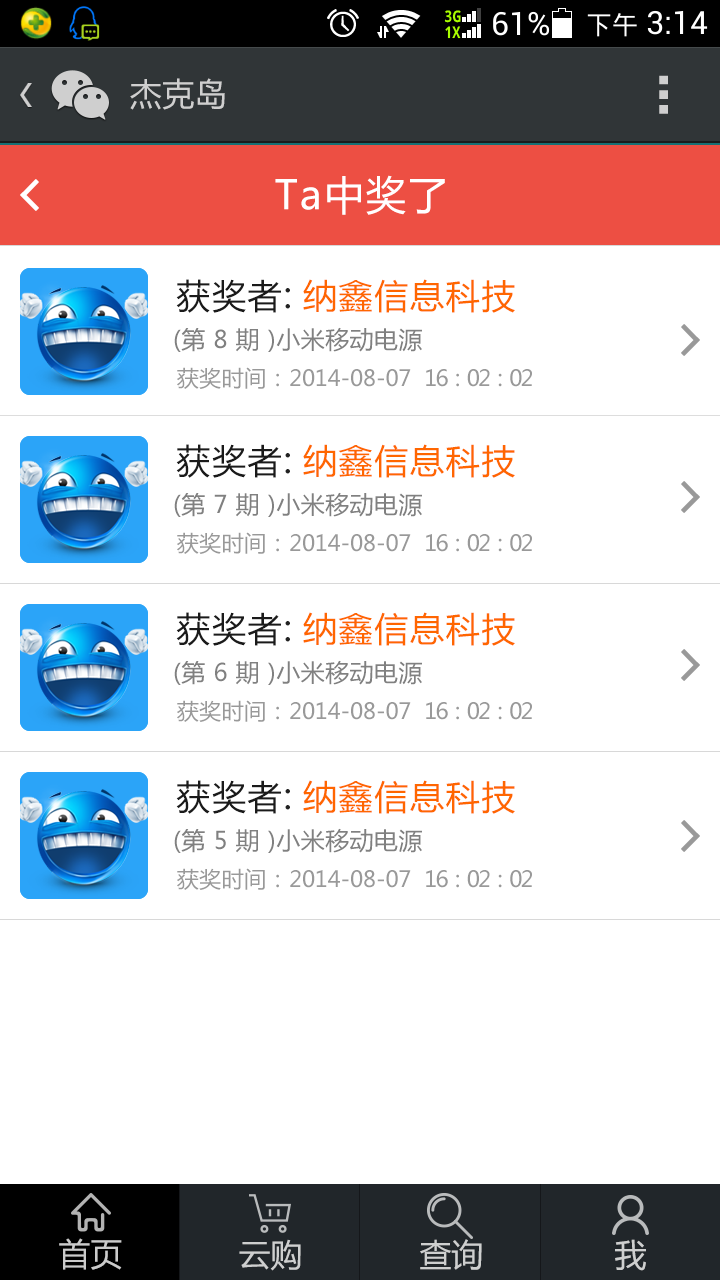 3G 1X 61% 下午 3:14
杰克岛
Ta中奖了
获奖者: 纳鑫信息科技
(第 8 期 )小米移动电源
获奖时间 : 2014-08-07 16 : 02 : 02
获奖者: 纳鑫信息科技
(第 7 期 )小米移动电源
获奖时间 : 2014-08-07 16 : 02 : 02
获奖者: 纳鑫信息科技
(第 6 期 )小米移动电源
获奖时间 : 2014-08-07 16 : 02 : 02
获奖者: 纳鑫信息科技
(第 5 期 )小米移动电源
获奖时间 : 2014-08-07 16 : 02 : 02
首页 云购 查询 我